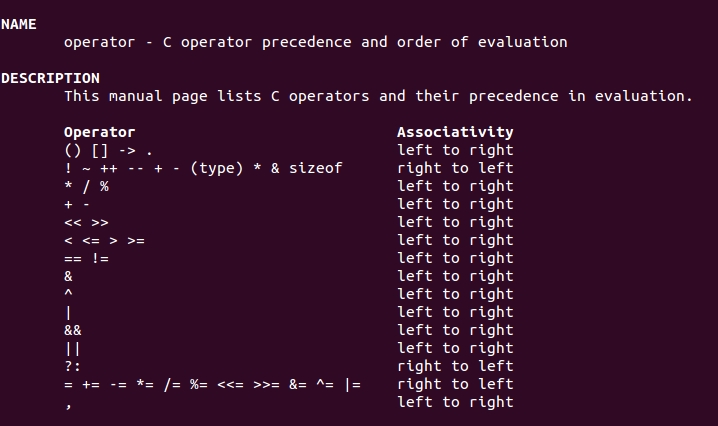 NAME
operator - C operator precedence and order of evaluation
DESCRIPTION
This manual page lists C operators and their precedence in evaluation.
Operator Associativity
() [] -> . left to right
! ~ ++ -- + - (type) * & sizeof right to left
* / % left to right
+ - left to right
<< >> left to right
< <= > >= left to right
== != left to right
& left to right
^ left to right
| left to right
&& left to right
|| left to right
?: right to left
= += -= *= /= %= <<= >>= &= ^= |= right to left
, left to right